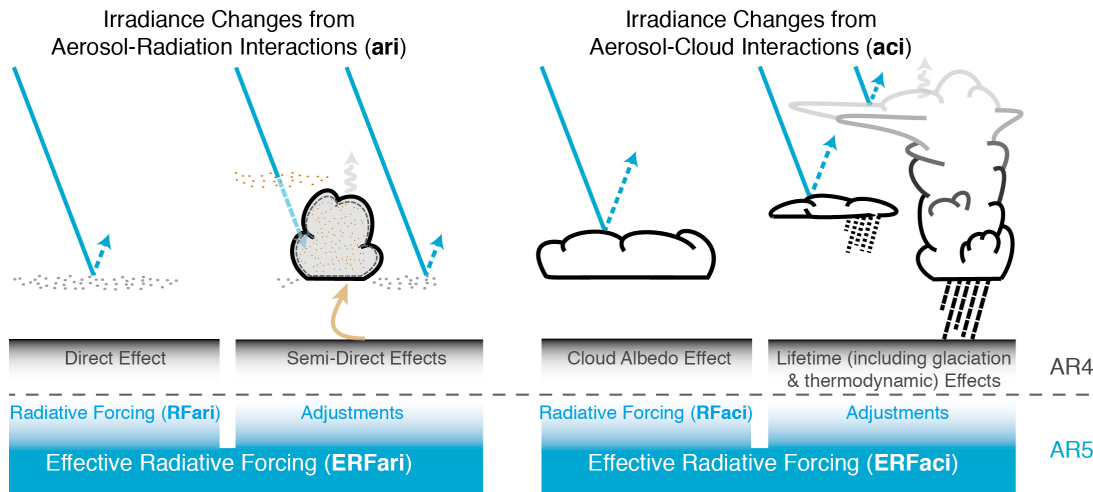 Irradiance Changes from
Aerosol-Radiation Interactions (ari)
Irradiance Changes from
Aerosol-Cloud Interactions (aci)
Direct Effect
Semi-Direct Effects
Cloud Albedo Effect
Lifetime (including glaciation
& thermodynamic) Effects
AR4
Radiative Forcing (RFari)
Adjustments
Radiative Forcing (RFaci)
Adjustments
AR5
Effective Radiative Forcing (ERFari)
Effective Radiative Forcing (ERFaci)